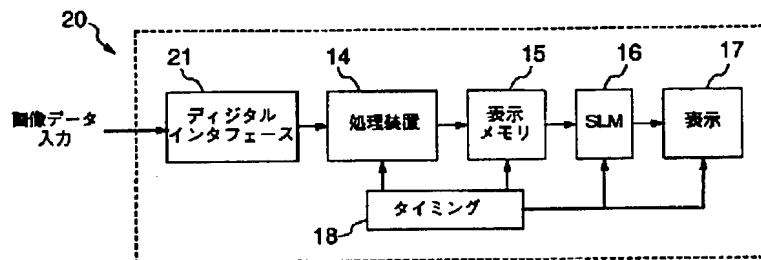 20
21
14
15
16
17
画像データ
入力
ディジタル
インタフェース
処理装置
表示
メモリ
SLM
表示
タイミング
18